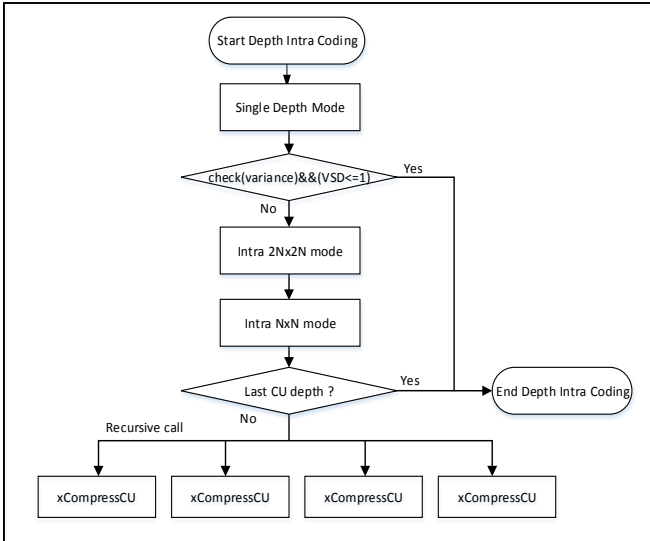 Start Depth Intra Coding
Single Depth Mode
check(variance)&&(VSD<=1)
Yes
No
Intra 2Nx2N mode
Intra NxN mode
Last CU depth ?
Yes
End Depth Intra Coding
No
Recursive call
xCompressCU
xCompressCU
xCompressCU
xCompressCU